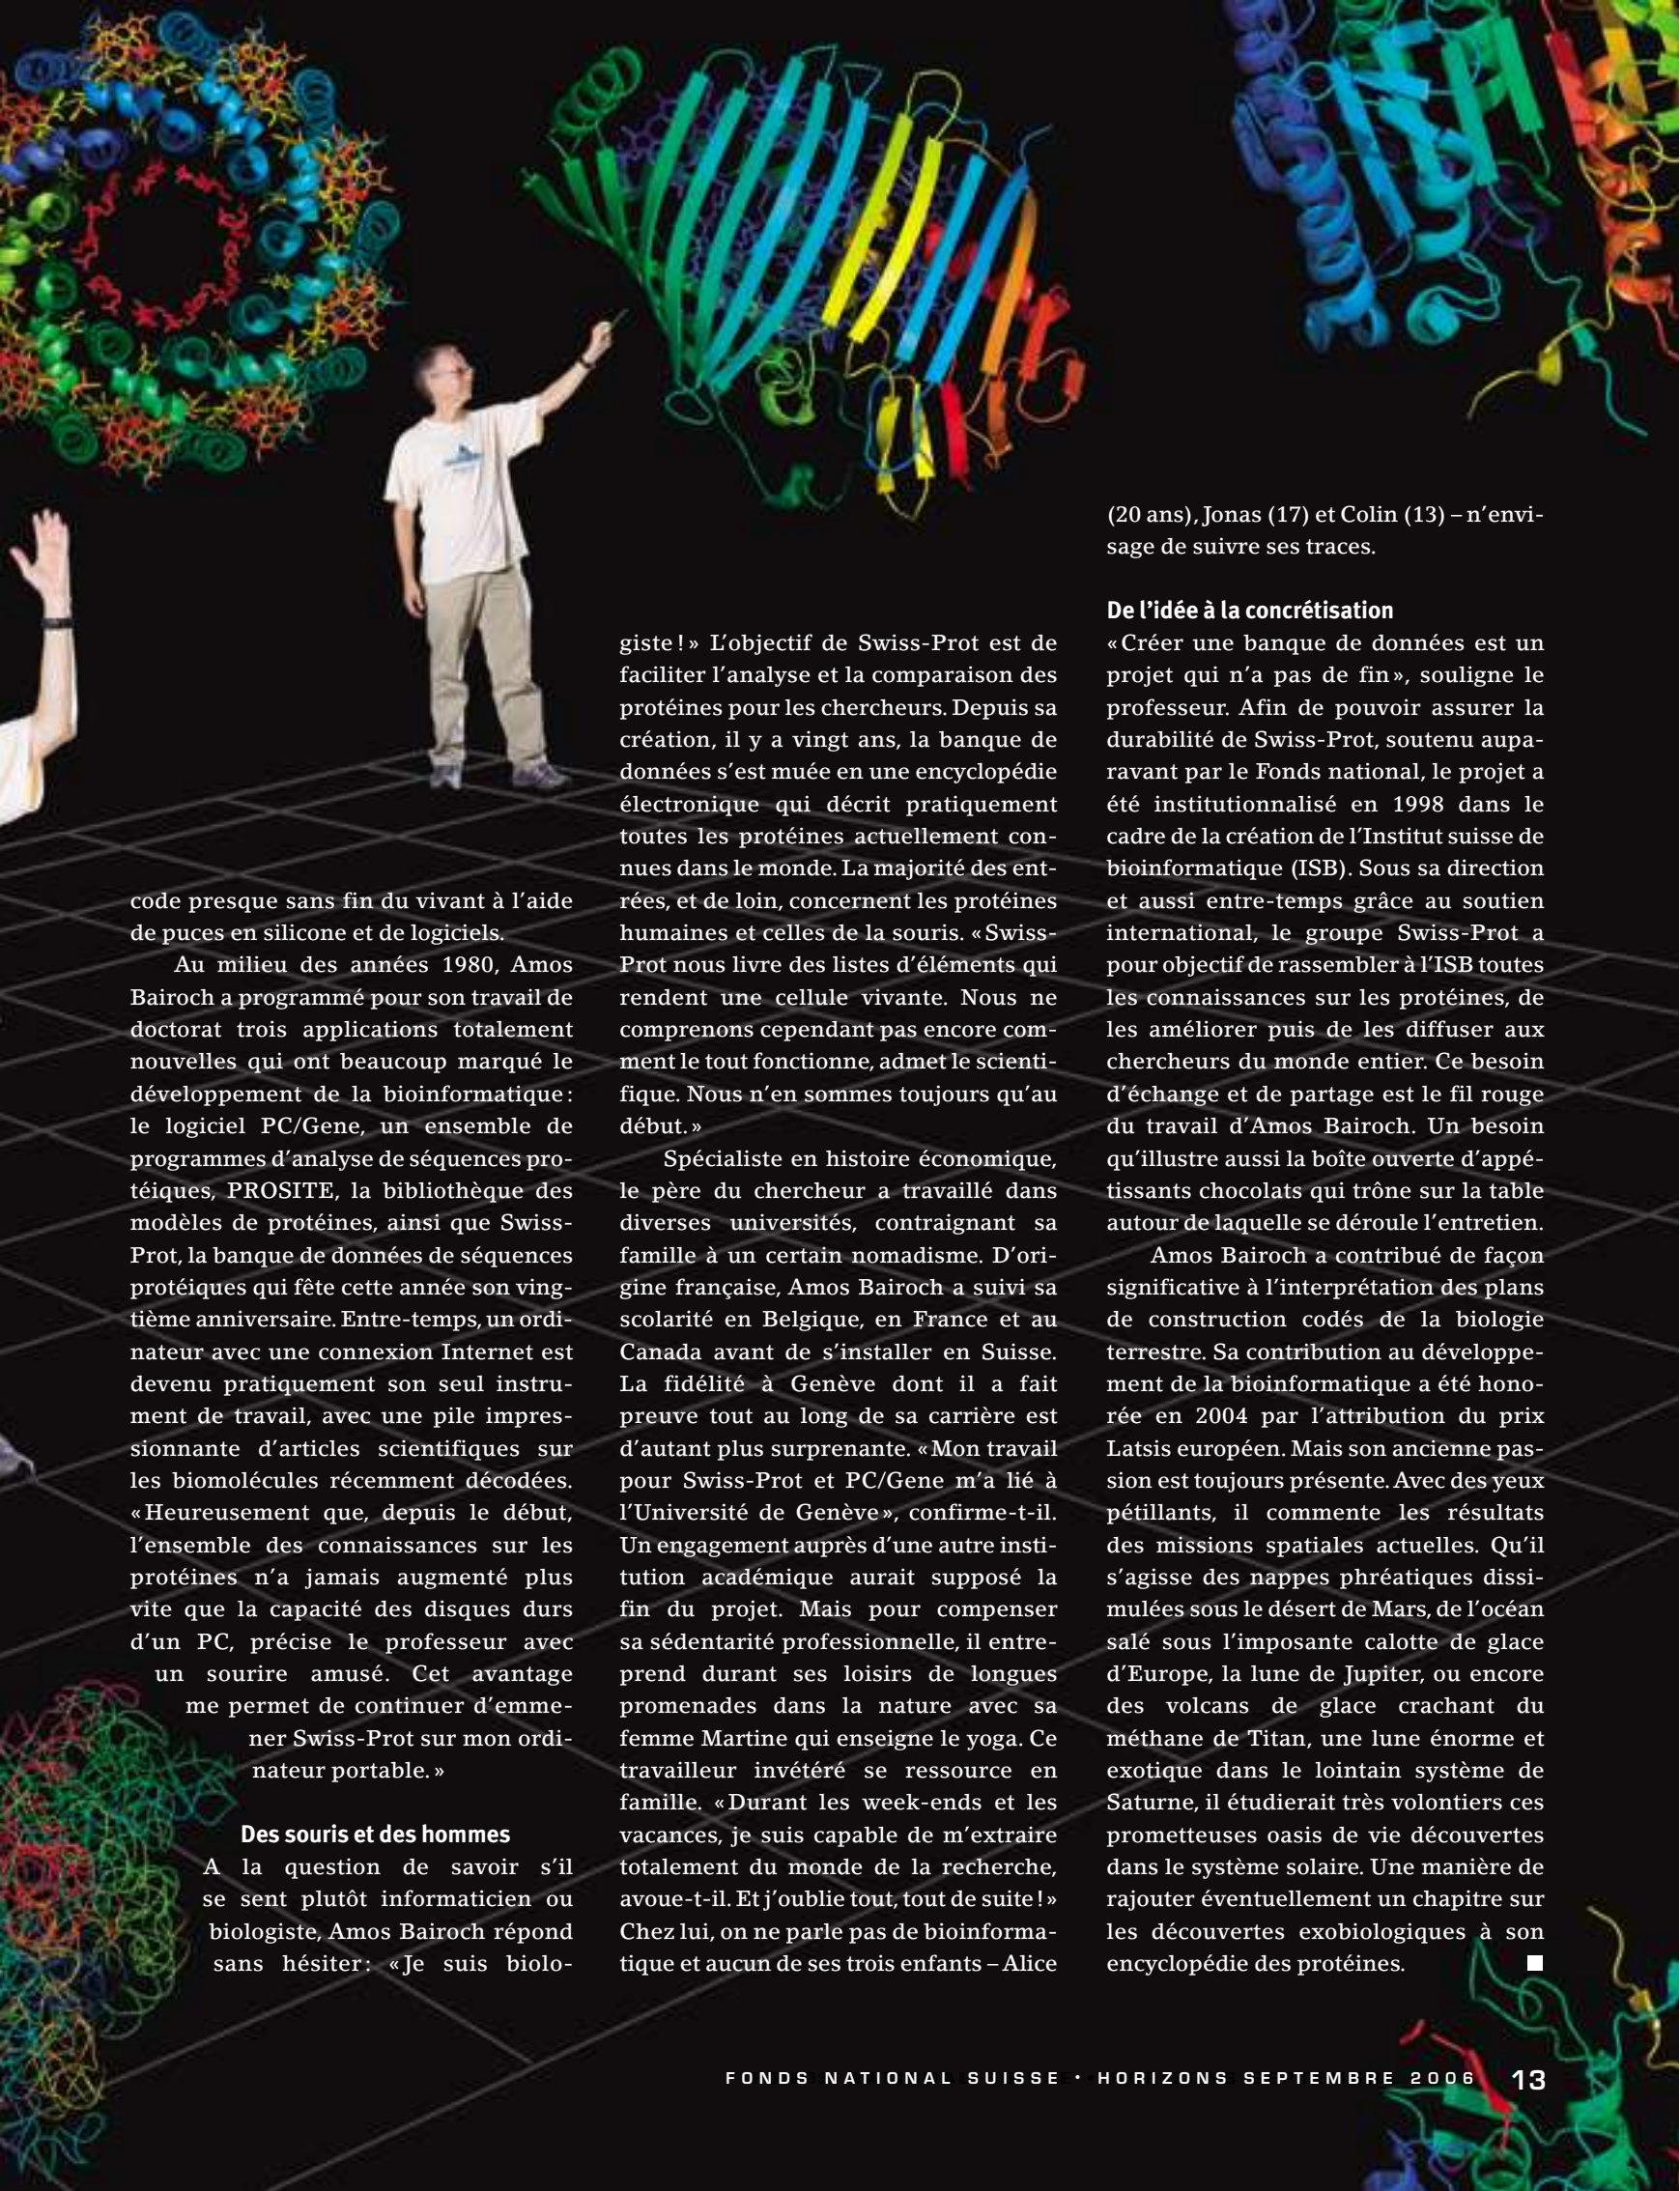 code presque sans fin du vivant à l’aide
de puces en silicone et de logiciels.
Au milieu des années 1980, Amos
Bairoch a programmé pour son travail de
doctorat trois applications totalement
nouvelles qui ont beaucoup marqué le
développement de la bioinformatique :
le logiciel PC/Gene, un ensemble de
programmes d’analyse de séquences pro-
téiques, PROSITE, la bibliothèque des
modèles de protéines, ainsi que Swiss-
Prot, la banque de données de séquences
protéiques qui fête cette année son ving-
tième anniversaire. Entre-temps, un ordi-
nateur avec une connexion Internet est
devenu pratiquement son seul instru-
ment de travail, avec une pile impres-
sionnante d’articles scientifiques sur
les biomolécules récemment décodées.
« Heureusement que, depuis le début,
l’ensemble des connaissances sur les
protéines n’a jamais augmenté plus
vite que la capacité des disques durs
d’un PC, précise le professeur avec
un sourire amusé. Cet avantage
me permet de continuer d’emme-
ner Swiss-Prot sur mon ordi-
nateur portable. »
Des souris et des hommes
A la question de savoir s’il
se sent plutôt informaticien ou
biologiste, Amos Bairoch répond
sans hésiter : « Je suis biolo-
giste ! » L’objectif de Swiss-Prot est de
faciliter l’analyse et la comparaison des
protéines pour les chercheurs. Depuis sa
création, il y a vingt ans, la banque de
données s’est muée en une encyclopédie
électronique qui décrit pratiquement
toutes les protéines actuellement con-
nues dans le monde. La majorité des ent-
rées, et de loin, concernent les protéines
humaines et celles de la souris. « Swiss-
Prot nous livre des listes d’éléments qui
rendent une cellule vivante. Nous ne
comprenons cependant pas encore com-
ment le tout fonctionne, admet le scienti-
fique. Nous n’en sommes toujours qu’au
début. »
Spécialiste en histoire économique,
le père du chercheur a travaillé dans
diverses universités, contraignant sa
famille à un certain nomadisme. D’ori-
gine française, Amos Bairoch a suivi sa
scolarité en Belgique, en France et au
Canada avant de s’installer en Suisse.
La fidélité à Genève dont il a fait
preuve tout au long de sa carrière est
d’autant plus surprenante. « Mon travail
pour Swiss-Prot et PC/Gene m’a lié à
l’Université de Genève », confirme-t-il.
Un engagement auprès d’une autre insti-
tution académique aurait supposé la
fin du projet. Mais pour compenser
sa sédentarité professionnelle, il entre-
prend durant ses loisirs de longues
promenades dans la nature avec sa
femme Martine qui enseigne le yoga. Ce
travailleur invétéré se ressource en
famille. « Durant les week-ends et les
vacances, je suis capable de m’extraire
totalement du monde de la recherche,
avoue-t-il. Et j’oublie tout, tout de suite ! »
Chez lui, on ne parle pas de bioinforma-
tique et aucun de ses trois enfants – Alice
(20 ans), Jonas (17) et Colin (13) – n’envi-
sage de suivre ses traces.
De l’idée à la concrétisation
« Créer une banque de données est un
projet qui n’a pas de fin », souligne le
professeur. Afin de pouvoir assurer la
durabilité de Swiss-Prot, soutenu aupa-
ravant par le Fonds national, le projet a
été institutionnalisé en 1998 dans le
cadre de la création de l’Institut suisse de
bioinformatique (ISB). Sous sa direction
et aussi entre-temps grâce au soutien
international, le groupe Swiss-Prot a
pour objectif de rassembler à l’ISB toutes
les connaissances sur les protéines, de
les améliorer puis de les diffuser aux
chercheurs du monde entier. Ce besoin
d’échange et de partage est le fil rouge
du travail d’Amos Bairoch. Un besoin
qu’illustre aussi la boîte ouverte d’appé-
tissants chocolats qui trône sur la table
autour de laquelle se déroule l’entretien.
Amos Bairoch a contribué de façon
significative à l’interprétation des plans
de construction codés de la biologie
terrestre. Sa contribution au développe-
ment de la bioinformatique a été hono-
rée en 2004 par l’attribution du prix
Latsis européen. Mais son ancienne pas-
sion est toujours présente. Avec des yeux
pétillants, il commente les résultats
des missions spatiales actuelles. Qu’il
s’agisse des nappes phréatiques dissi-
mulées sous le désert de Mars, de l’océan
salé sous l’imposante calotte de glace
d’Europe, la lune de Jupiter, ou encore
des volcans de glace crachant du
méthane de Titan, une lune énorme et
exotique dans le lointain système de
Saturne, il étudierait très volontiers ces
prometteuses oasis de vie découvertes
dans le système solaire. Une manière de
rajouter éventuellement un chapitre sur
les découvertes exobiologiques à son
encyclopédie des protéines.
FONDS NATIONAL SUISSE • HORIZONS SEPTEMBRE 2006 13